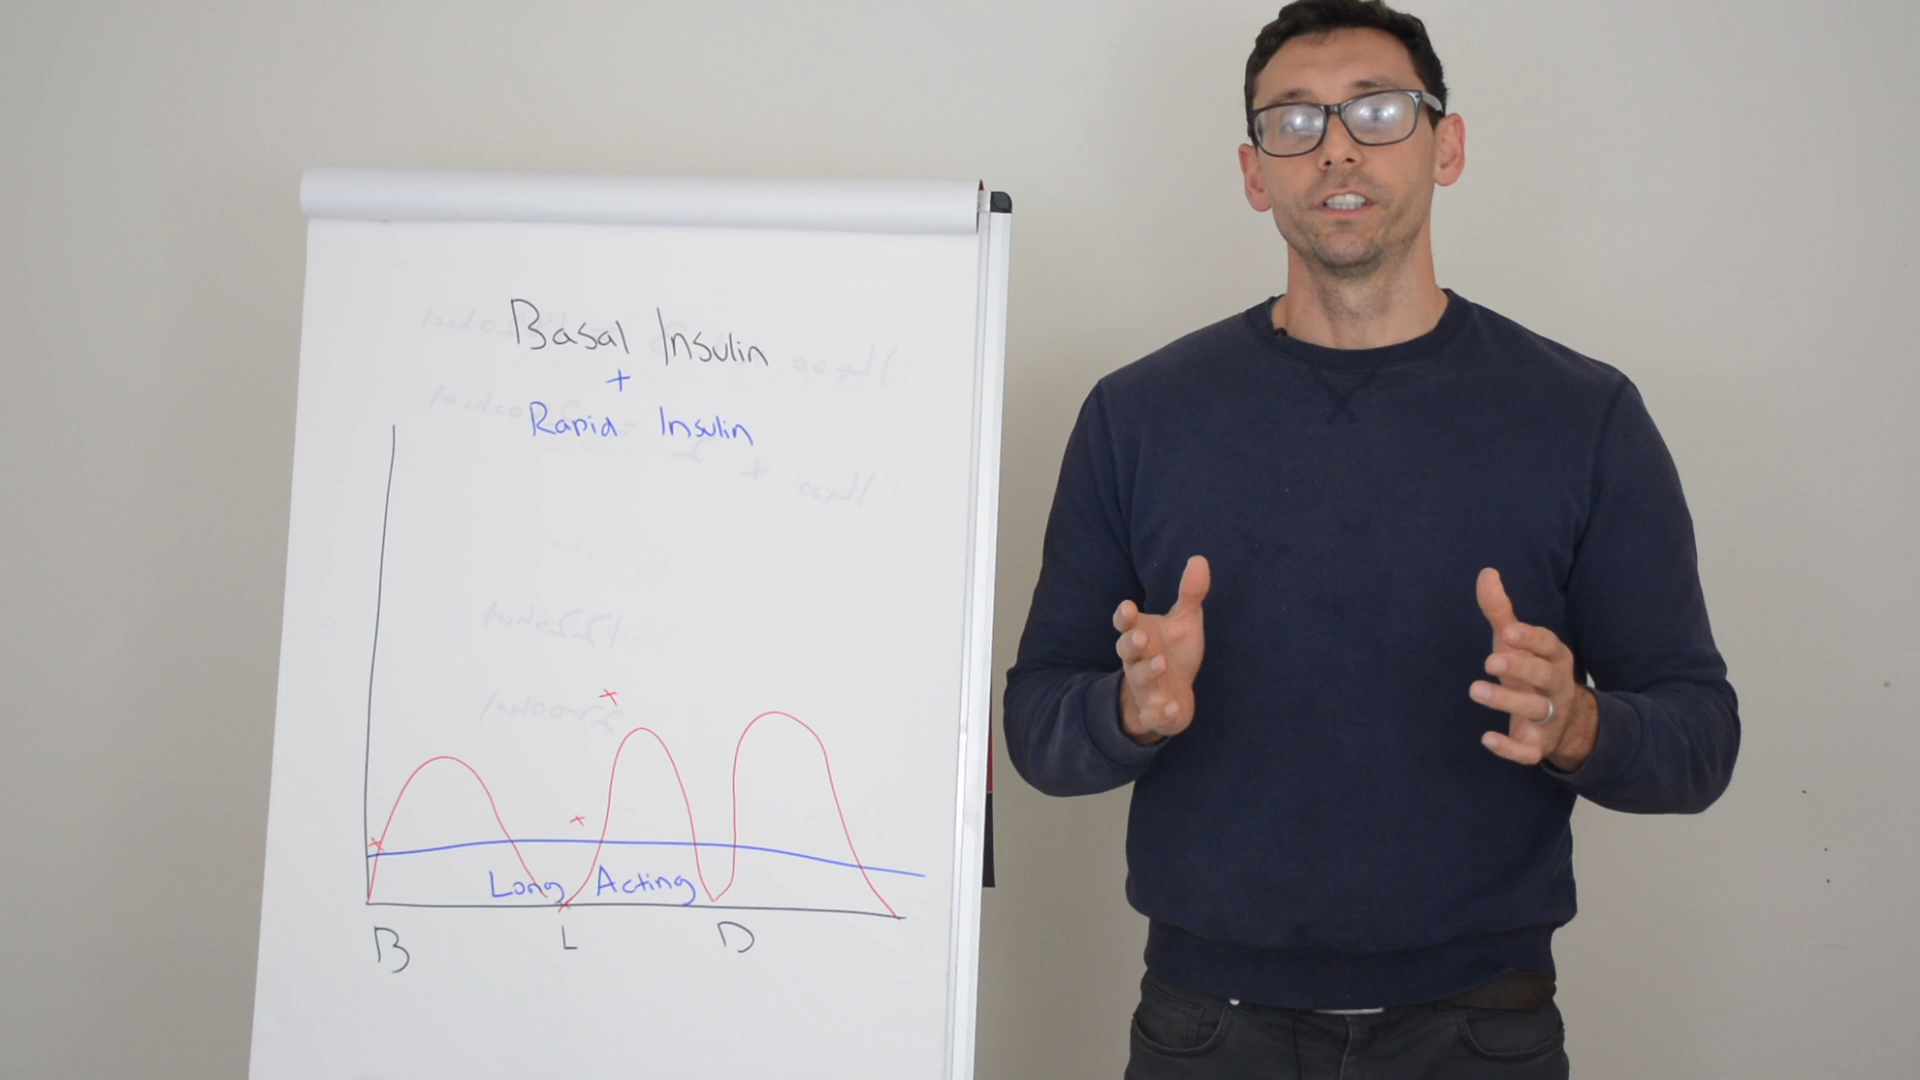 Basal Insulin
+
Rapid Insulin
Long Acting
B L D